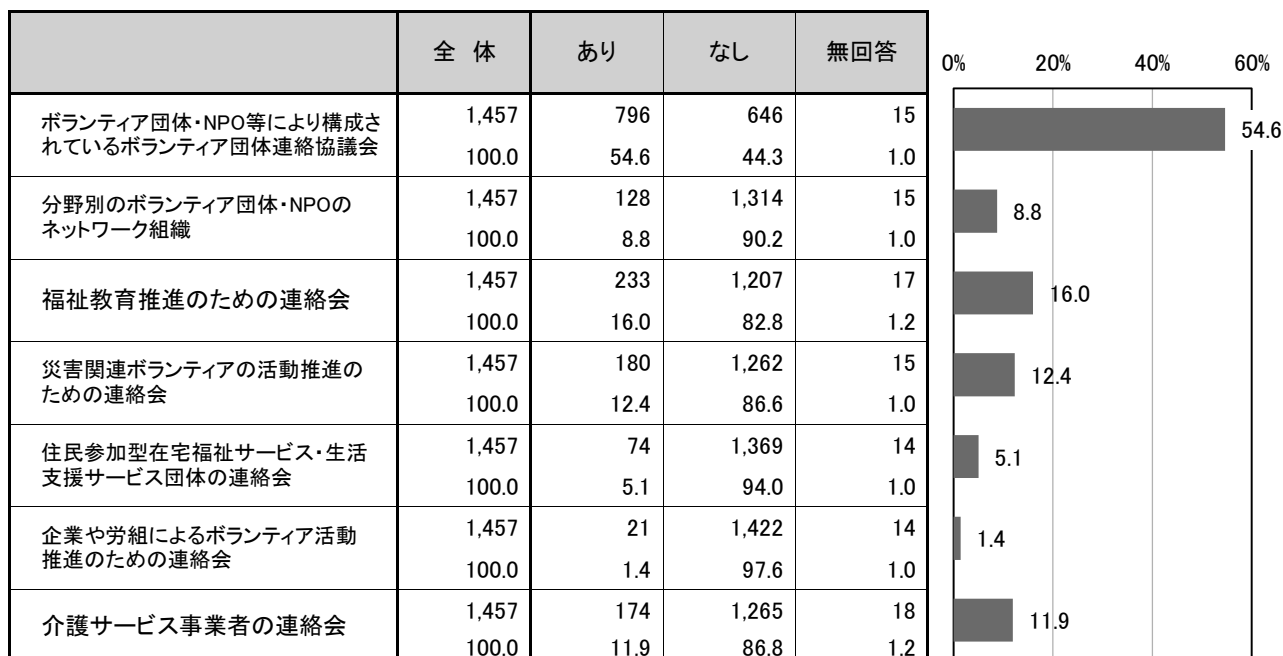 全 体 あり なし 無回答
0% 20% 40% 60%
ボランティア団体・NPO等により構成さ
れているボランティア団体連絡協議会
1,457 796 646 15
100.0 54.6 44.3 1.0
54.6
分野別のボランティア団体・NPOの
ネットワーク組織
1,457 128 1,314 15
100.0 8.8 90.2 1.0
8.8
福祉教育推進のための連絡会
1,457 233 1,207 17
100.0 16.0 82.8 1.2
16.0
災害関連ボランティアの活動推進の
ための連絡会
1,457 180 1,262 15
100.0 12.4 86.6 1.0
12.4
住民参加型在宅福祉サービス・生活
支援サービス団体の連絡会
1,457 74 1,369 14
100.0 5.1 94.0 1.0
5.1
企業や労組によるボランティア活動
推進のための連絡会
1,457 21 1,422 14
100.0 1.4 97.6 1.0
1.4
介護サービス事業者の連絡会
1,457 174 1,265 18
100.0 11.9 86.8 1.2
11.9